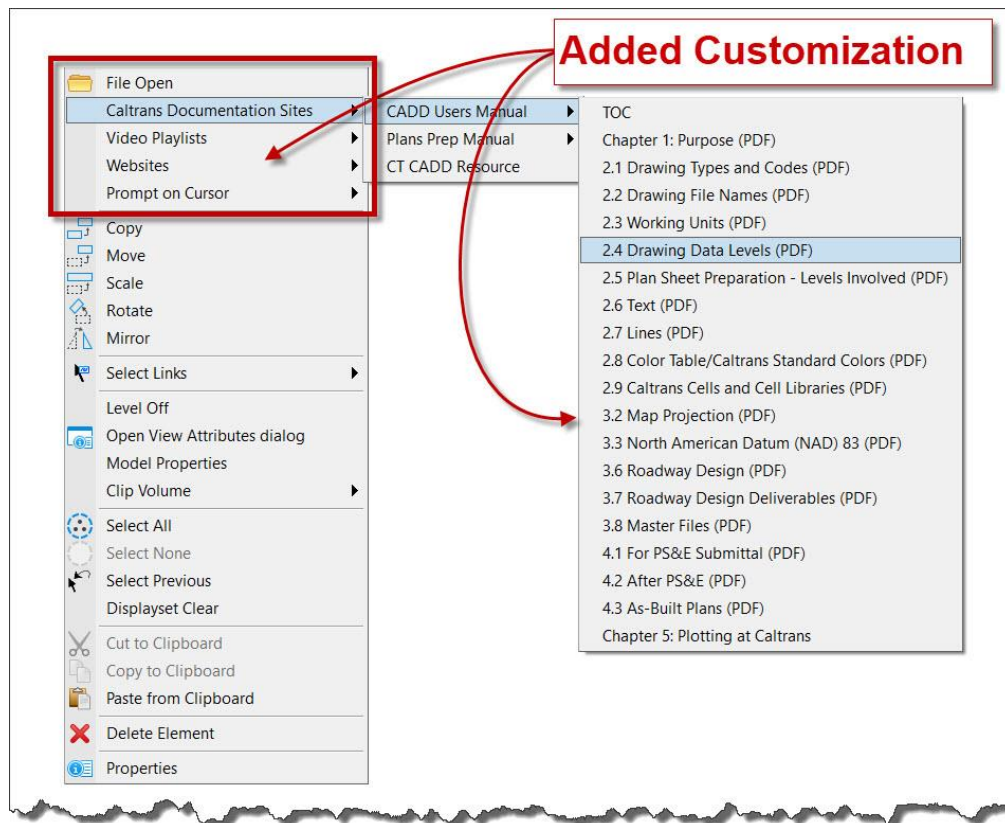 Added Customization
File Open
Caltrans Documentation Sites
Video Playlists
Websites
Prompt on Cursor
Copy
Move
Scale
Rotate
Mirror
Select Links
Level Off
Open View Attributes dialog
Model Properties
Clip Volume
Select All
Select None
Select Previous
Displayset Clear
Cut to Clipboard
Copy to Clipboard
Paste from Clipboard
Delete Element
Properties
CADD Users Manual
Plans Prep Manual
CT CADD Resource
TOC
Chapter 1: Purpose (PDF)
2.1 Drawing Types and Codes (PDF)
2.2 Drawing File Names (PDF)
2.3 Working Units (PDF)
2.4 Drawing Data Levels (PDF)
2.5 Plan Sheet Preparation - Levels Involved (PDF)
2.6 Text (PDF)
2.7 Lines (PDF)
2.8 Color Table/Caltrans Standard Colors (PDF)
2.9 Caltrans Cells and Cell Libraries (PDF)
3.2 Map Projection (PDF)
3.3 North American Datum (NAD) 83 (PDF)
3.6 Roadway Design (PDF)
3.7 Roadway Design Deliverables (PDF)
3.8 Master Files (PDF)
4.1 For PS&E Submittal (PDF)
4.2 After PS&E (PDF)
4.3 As-Built Plans (PDF)
Chapter 5: Plotting at Caltrans